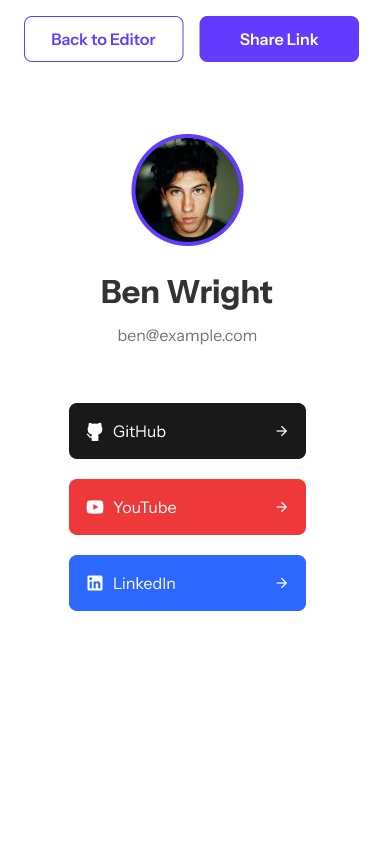 Back to Editor
Share Link
Ben Wright
ben@example.com
GitHub
YouTube
LinkedIn